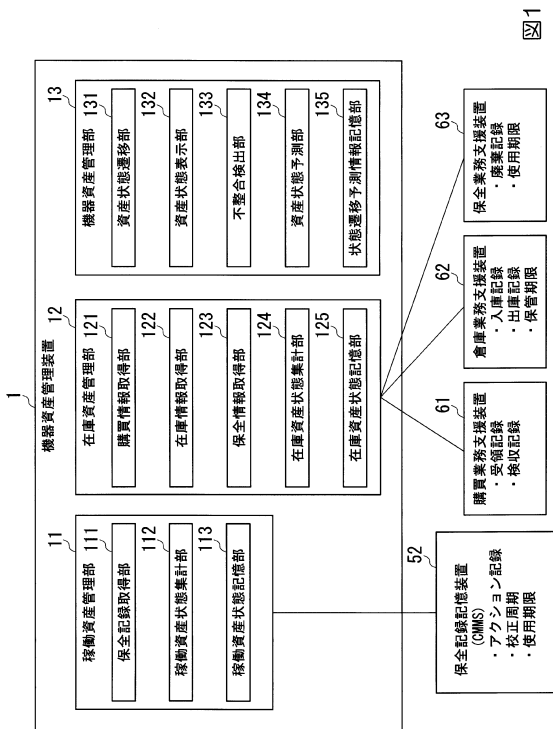 図1
1
機器資産管理装置
11
稼働資産管理部
111
保全記録取得部
112
稼働資産状態集計部
113
稼働資産状態記憶部
12
在庫資産管理部
121
購買情報取得部
122
在庫情報取得部
123
保全情報取得部
124
在庫資産状態集計部
125
在庫資産状態記憶部
13
機器資産管理部
131
資産状態遷移部
132
資産状態表示部
133
不整合検出部
134
資産状態予測部
135
状態遷移予測情報記憶部
52
保全記録記憶装置
(CMMS)
・アクション記録
・校正周期
・使用期限
61
購買業務支援装置
・受領記録
・検収記録
62
倉庫業務支援装置
・入庫記録
・出庫記録
・保管期限
63
保全業務支援装置
・廃棄記録
・使用期限